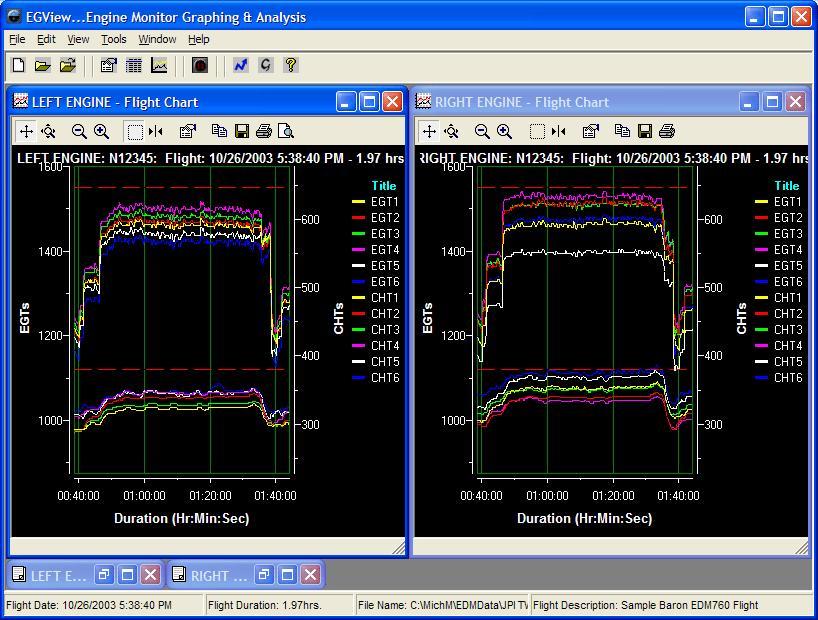 EGView...Engine Monitor Graphing & Analysis
File Edit View Tools Window Help
LEFT ENGINE - Flight Chart
LEFT ENGINE: N12345: Flight: 10/26/2003 5:38:40 PM - 1.97 hrs
1600
1400
1200
1000
EGTs
600
500
400
300
CHTs
Title
EGT1
EGT2
EGT3
EGT4
EGT5
EGT6
CHT1
CHT2
CHT3
CHT4
CHT5
CHT6
00:40:00 01:00:00 01:20:00 01:40:00
Duration (Hr:Min:Sec)
RIGHT ENGINE - Flight Chart
RIGHT ENGINE: N12345: Flight: 10/26/2003 5:38:40 PM - 1.97 hrs
1600
1400
1200
1000
EGTs
600
500
400
300
CHTs
Title
EGT1
EGT2
EGT3
EGT4
EGT5
EGT6
CHT1
CHT2
CHT3
CHT4
CHT5
CHT6
00:40:00 01:00:00 01:20:00 01:40:00
Duration (Hr:Min:Sec)
LEFT E... RIGHT ...
Flight Date: 10/26/2003 5:38:40 PM Flight Duration: 1.97hrs. File Name: C:\MichM\EDMData\JPI TW Flight Description: Sample Baron EDM760 Flight